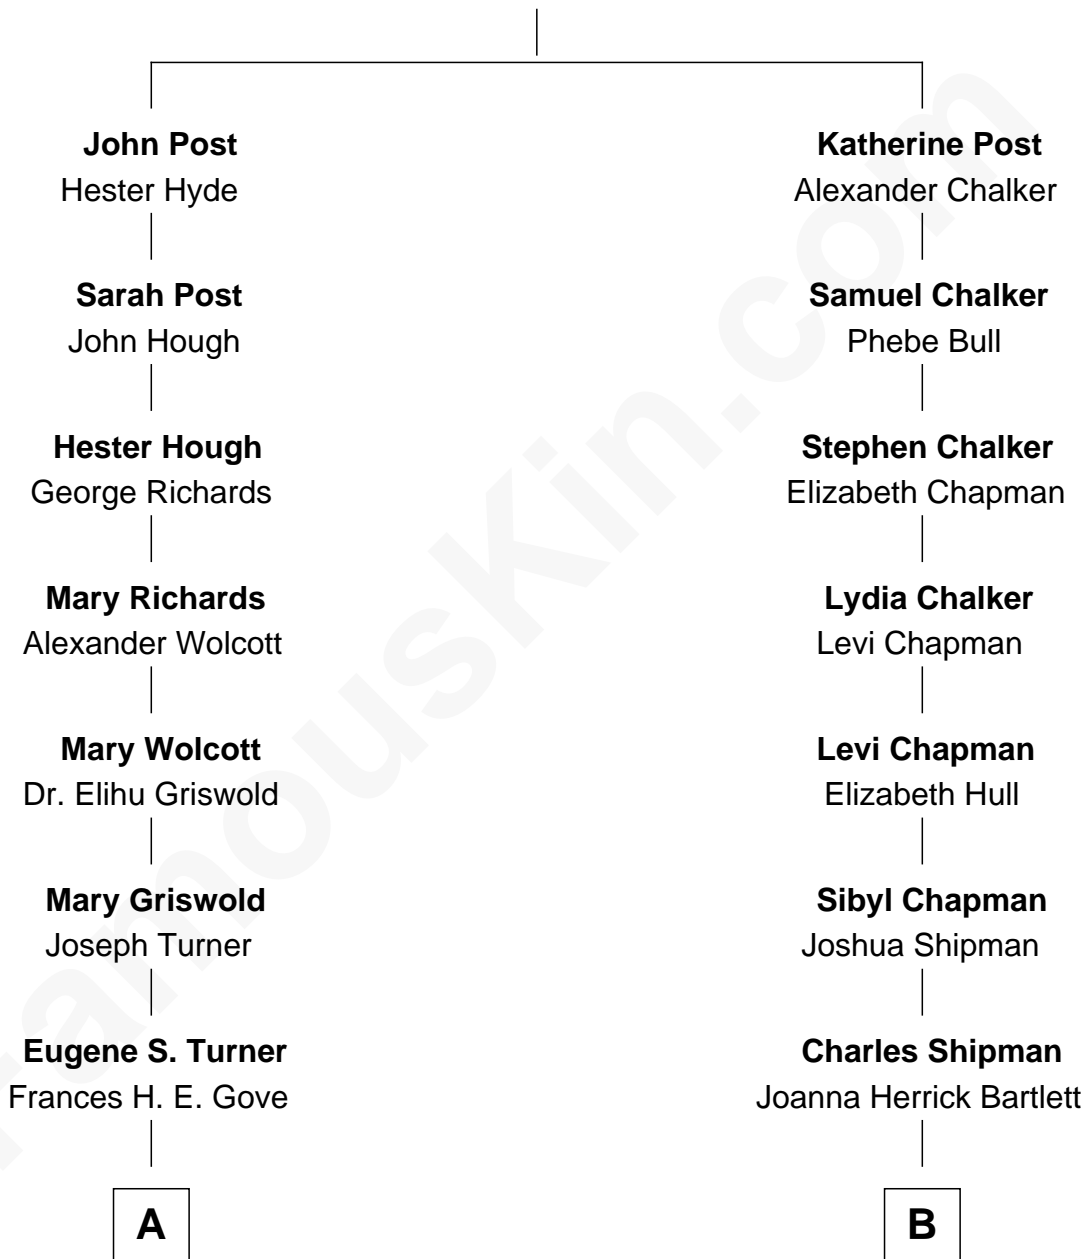 John Post
Hester Hyde
Sarah Post
John Hough
Hester Hough
George Richards
Mary Richards
Alexander Wolcott
Mary Wolcott
Dr. Elihu Griswold
Mary Griswold
Joseph Turner
Eugene S. Turner
Frances H. E. Gove
A
Katherine Post
Alexander Chalker
Samuel Chalker
Phebe Bull
Stephen Chalker
Elizabeth Chapman
Lydia Chalker
Levi Chapman
Levi Chapman
Elizabeth Hull
Sibyl Chapman
Joshua Shipman
Charles Shipman
Joanna Herrick Bartlett
B
FamousKin.com